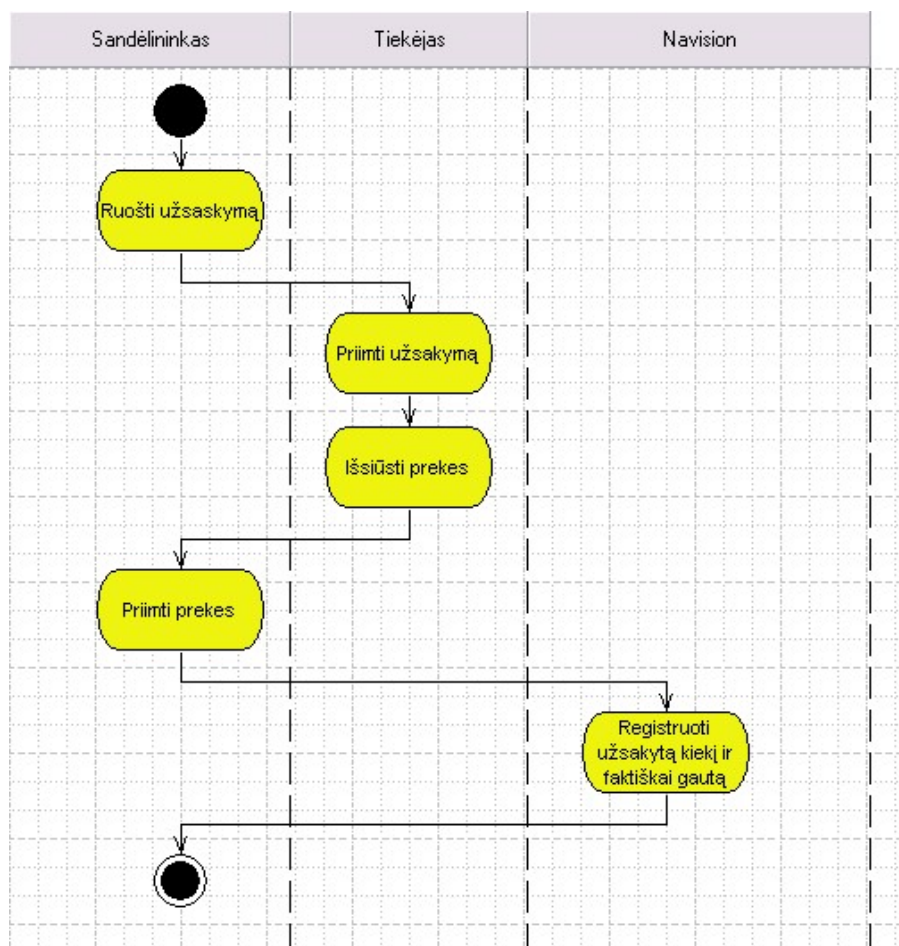 Sandėlininkas
Tiekėjas
Navision
Ruošti užsaskymą
Priimti užsakymą
Išsiūsti prekes
Priimti prekes
Registruoti
užsakytą kiekį ir
faktiškai gautą